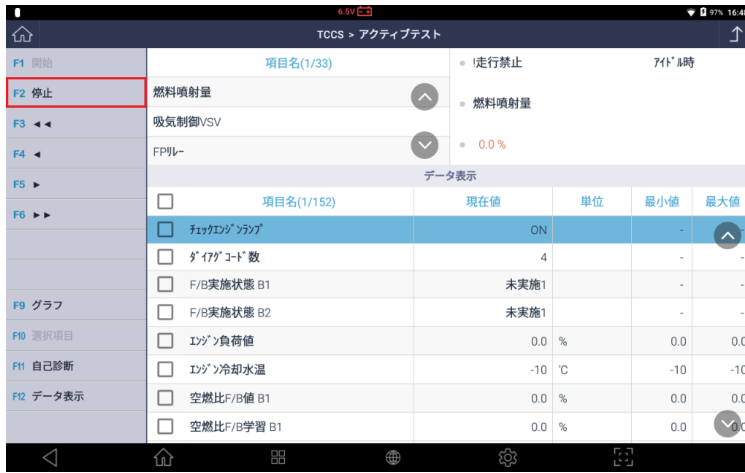 6.5V
97% 16:48
TCCS > アクティブテスト
F1 開始
F2 停止
F3 ◄◄
F4 ◄
F5 ►
F6 ►►
F9 グラフ
F10 選択項目
F11 自己診断
F12 データ表示
項目名(1/33)
燃料噴射量
吸気制御VSV
FPﾘﾚｰ
!走行禁止 ｱｲﾄﾞﾙ時
燃料噴射量
0.0 %
データ表示
項目名(1/152) 現在値 単位 最小値 最大値
ﾁｪｯｸｴﾝｼﾞﾝﾗﾝﾌﾟ ON - -
ﾀﾞｲｱｸﾞｺｰﾄﾞ数 4 - -
F/B実施状態 B1 未実施1 - -
F/B実施状態 B2 未実施1 - -
ｴﾝｼﾞﾝ負荷値 0.0 % 0.0 0.0
ｴﾝｼﾞﾝ冷却水温 -10 ℃ -10 -10
空燃比F/B値 B1 0.0 % 0.0 0.0
空燃比F/B学習 B1 0.0 % 0.0